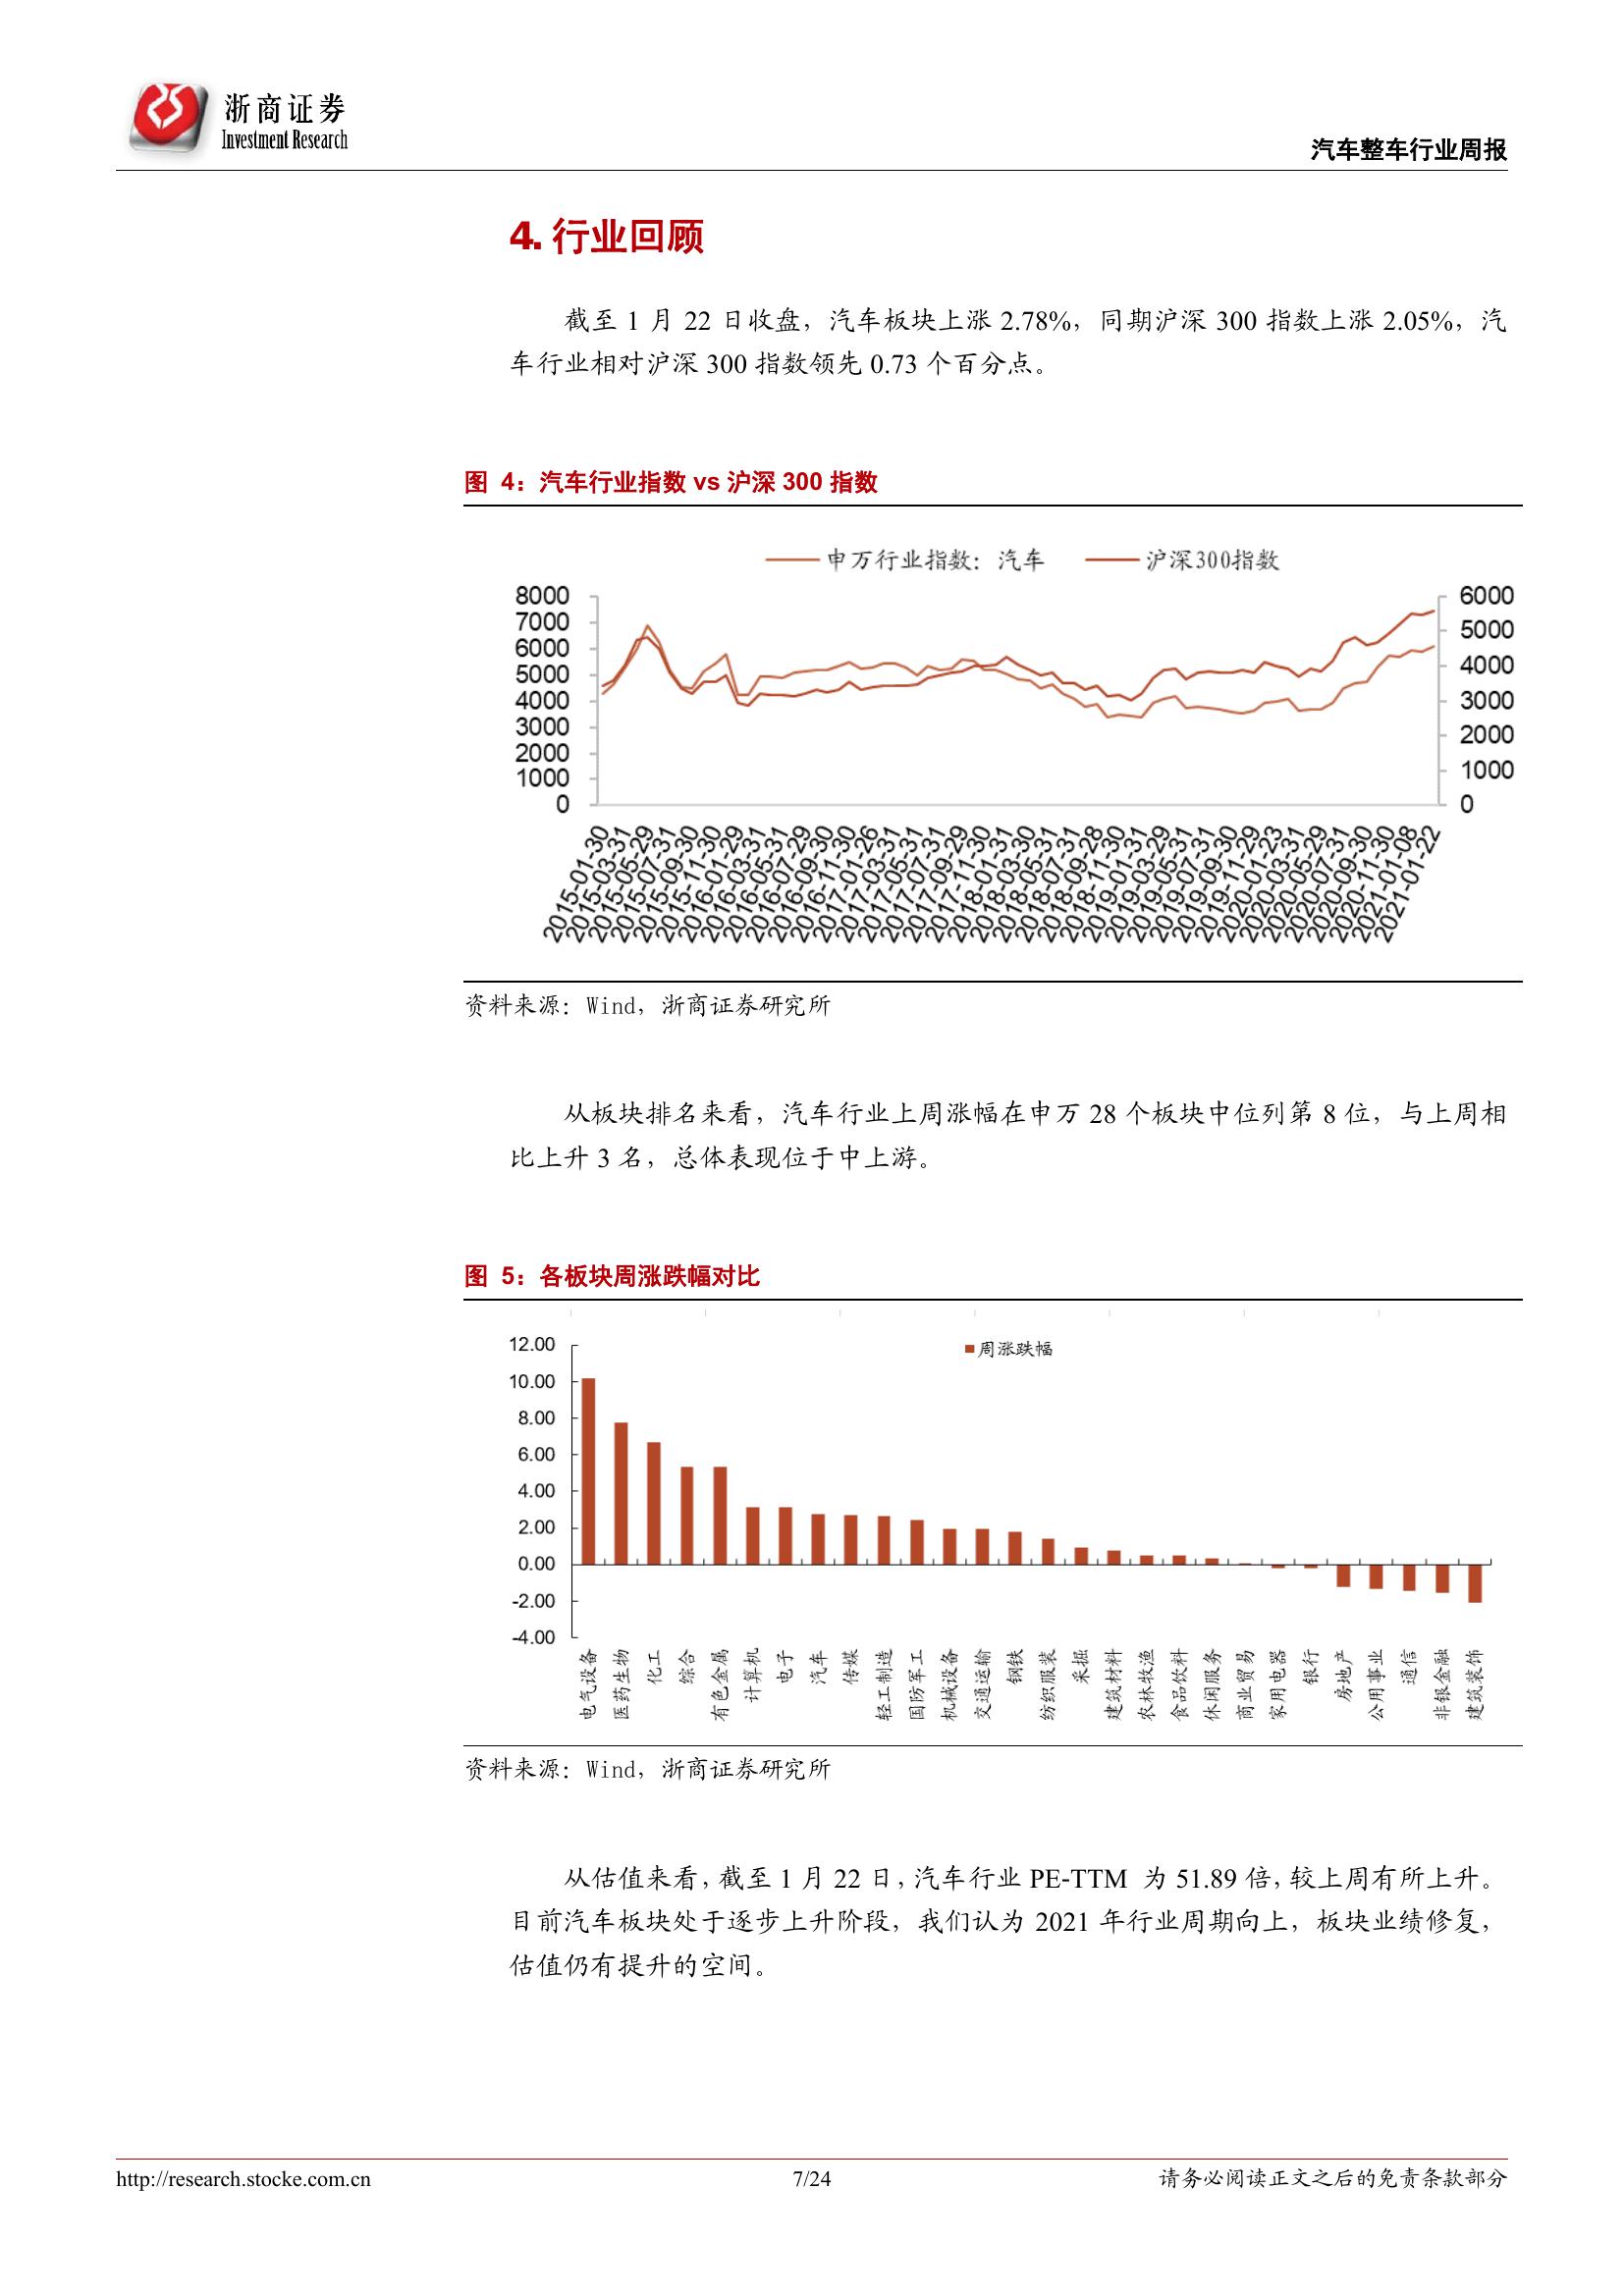 浙商证券
Investment Research
汽车整车行业周报
4. 行业回顾
截至 1 月 22 日收盘，汽车板块上涨 2.78%，同期沪深 300 指数上涨 2.05%，汽
车行业相对沪深 300 指数领先 0.73 个百分点。
图 4：汽车行业指数 vs 沪深 300 指数
申万行业指数：汽车 沪深300指数
8000 6000
7000 5000
6000 4000
5000 3000
4000 2000
3000 1000
2000 0
1000
0
2015-01-30
2015-03-31
2015-05-29
2015-07-31
2015-09-30
2015-11-30
2016-01-29
2016-03-31
2016-05-31
2016-07-29
2016-09-30
2016-11-30
2017-01-26
2017-03-31
2017-05-31
2017-07-31
2017-09-29
2017-11-30
2018-01-31
2018-03-30
2018-05-31
2018-07-31
2018-09-28
2018-11-30
2019-01-31
2019-03-29
2019-05-31
2019-07-31
2019-09-30
2019-11-29
2020-01-23
2020-03-31
2020-05-29
2020-07-31
2020-09-30
2020-11-30
2021-01-08
2021-01-22
资料来源：Wind，浙商证券研究所
从板块排名来看，汽车行业上周涨幅在申万 28 个板块中位列第 8 位，与上周相
比上升 3 名，总体表现位于中上游。
图 5：各板块周涨跌幅对比
周涨跌幅
12.00
10.00
8.00
6.00
4.00
2.00
0.00
-2.00
-4.00
电气设备
医药生物
化工
综合
有色金属
计算机
电子
汽车
传媒
轻工制造
国防军工
机械设备
交通运输
钢铁
纺织服装
采掘
建筑材料
农林牧渔
食品饮料
休闲服务
商业贸易
家用电器
银行
房地产
公用事业
通信
非银金融
建筑装饰
资料来源：Wind，浙商证券研究所
从估值来看，截至 1 月 22 日，汽车行业 PE-TTM 为 51.89 倍，较上周有所上升。
目前汽车板块处于逐步上升阶段，我们认为 2021 年行业周期向上，板块业绩修复，
估值仍有提升的空间。
http://research.stocke.com.cn 7/24 请务必阅读正文之后的免责条款部分